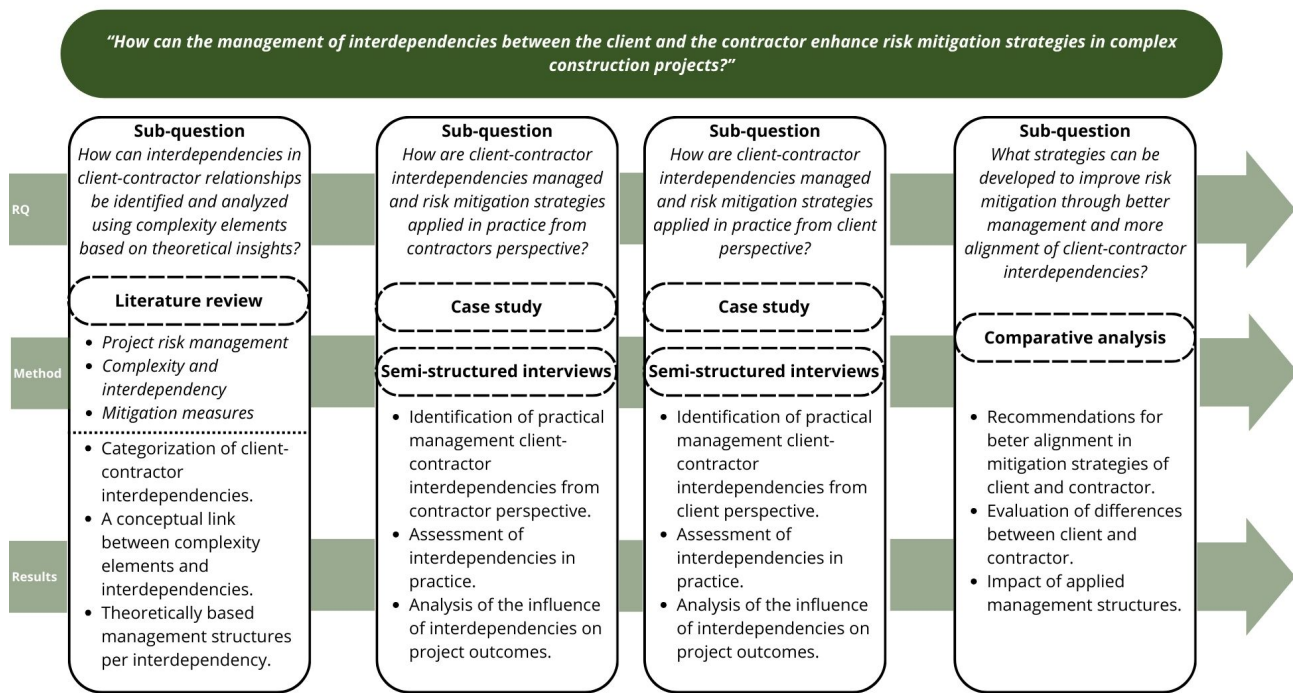 “How can the management of interdependencies between the client and the contractor enhance risk mitigation strategies in complex
construction projects?”
RQ
Method
Results
Sub-question
How can interdependencies in
client-contractor relationships
be identified and analyzed
using complexity elements
based on theoretical insights?
Literature review
• Project risk management
• Complexity and
interdependency
• Mitigation measures
• Categorization of client-
contractor
interdependencies.
• A conceptual link
between complexity
elements and
interdependencies.
• Theoretically based
management structures
per interdependency.
Sub-question
How are client-contractor
interdependencies managed
and risk mitigation strategies
applied in practice from
contractors perspective?
Case study
Semi-structured interviews
• Identification of practical
management client-
contractor
interdependencies from
contractor perspective.
• Assessment of
interdependencies in
practice.
• Analysis of the influence
of interdependencies on
project outcomes.
Sub-question
How are client-contractor
interdependencies managed
and risk mitigation strategies
applied in practice from client
perspective?
Case study
Semi-structured interviews
• Identification of practical
management client-
contractor
interdependencies from
client perspective.
• Assessment of
interdependencies in
practice.
• Analysis of the influence
of interdependencies on
project outcomes.
Sub-question
What strategies can be
developed to improve risk
mitigation through better
management and more
alignment of client-contractor
interdependencies?
Comparative analysis
• Recommendations for
beter alignment in
mitigation strategies of
client and contractor.
• Evaluation of differences
between client and
contractor.
• Impact of applied
management structures.